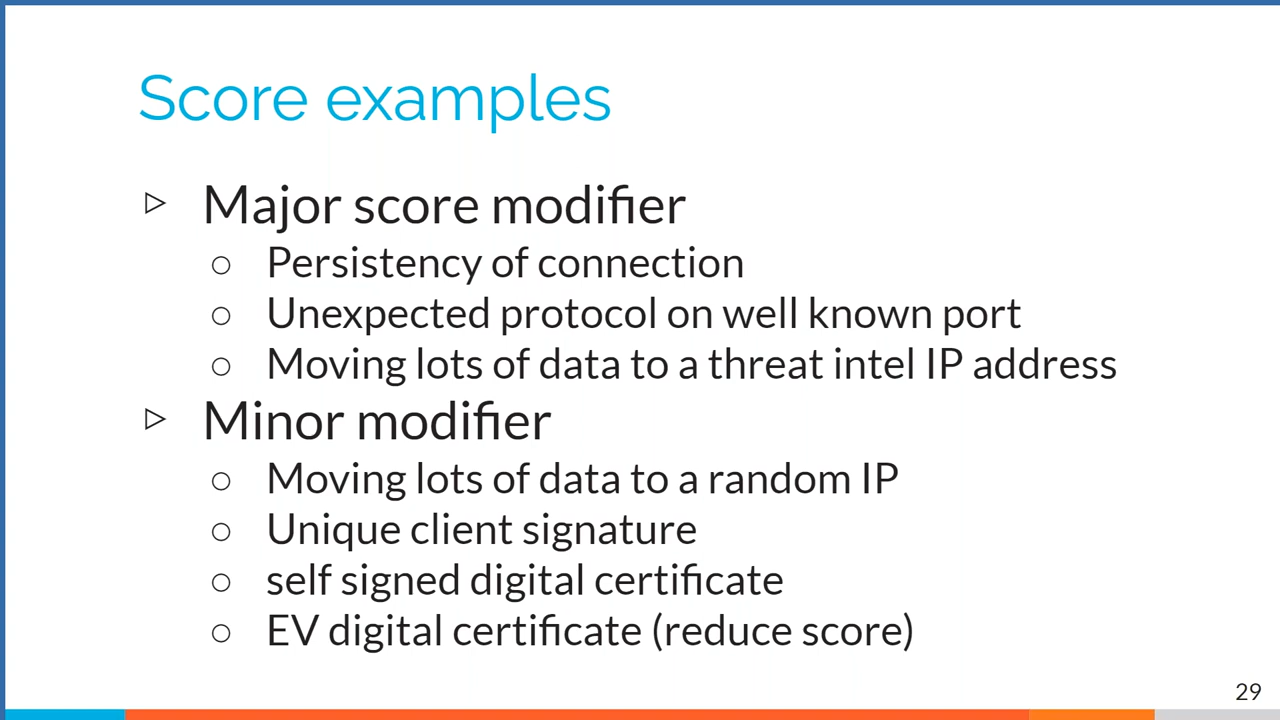 Score examples
▷ Major score modifier
○ Persistency of connection
○ Unexpected protocol on well known port
○ Moving lots of data to a threat intel IP address
▷ Minor modifier
○ Moving lots of data to a random IP
○ Unique client signature
○ self signed digital certificate
○ EV digital certificate (reduce score)
29